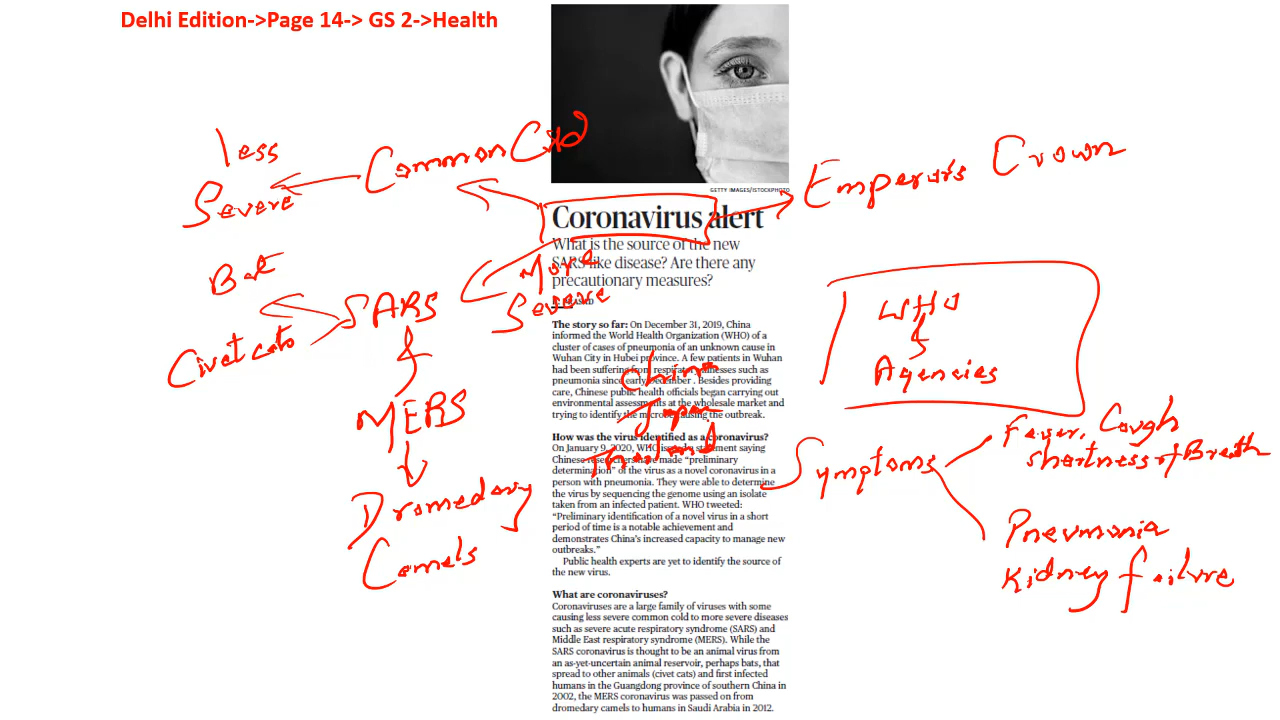 Delhi Edition->Page 14-> GS 2->Health
GETTY IMAGES/ISTOCKPHOTO
less
Severe
Common Cold
Emperor's Crown
Coronavirus alert
What is the source of the new
SARS-like disease? Are there any
precautionary measures?
PRASAD
More
Severe
Bat
Civet cats
SARS
MERS
Dromedary
Camels
WHO
Agencies
Symptoms
Fever, Cough
Shortness of Breath
Pneumonia
Kidney failure
China
Japan
Thailand
The story so far: On December 31, 2019, China
informed the World Health Organization (WHO) of a
cluster of cases of pneumonia of an unknown cause in
Wuhan City in Hubei province. A few patients in Wuhan
had been suffering from respiratory illnesses such as
pneumonia since early December . Besides providing
care, Chinese public health officials began carrying out
environmental assessments at the wholesale market and
trying to identify the microbe causing the outbreak.
How was the virus identified as a coronavirus?
On January 9, 2020, WHO issued a statement saying
Chinese researchers have made “preliminary
determination” of the virus as a novel coronavirus in a
person with pneumonia. They were able to determine
the virus by sequencing the genome using an isolate
taken from an infected patient. WHO tweeted:
“Preliminary identification of a novel virus in a short
period of time is a notable achievement and
demonstrates China’s increased capacity to manage new
outbreaks.”
Public health experts are yet to identify the source of
the new virus.
What are coronaviruses?
Coronaviruses are a large family of viruses with some
causing less severe common cold to more severe diseases
such as severe acute respiratory syndrome (SARS) and
Middle East respiratory syndrome (MERS). While the
SARS coronavirus is thought to be an animal virus from
an as-yet-uncertain animal reservoir, perhaps bats, that
spread to other animals (civet cats) and first infected
humans in the Guangdong province of southern China in
2002, the MERS coronavirus was passed on from
dromedary camels to humans in Saudi Arabia in 2012.